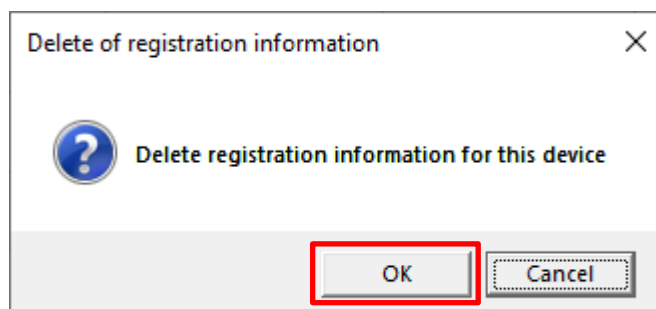 Delete of registration information
Delete registration information for this device
OK
Cancel